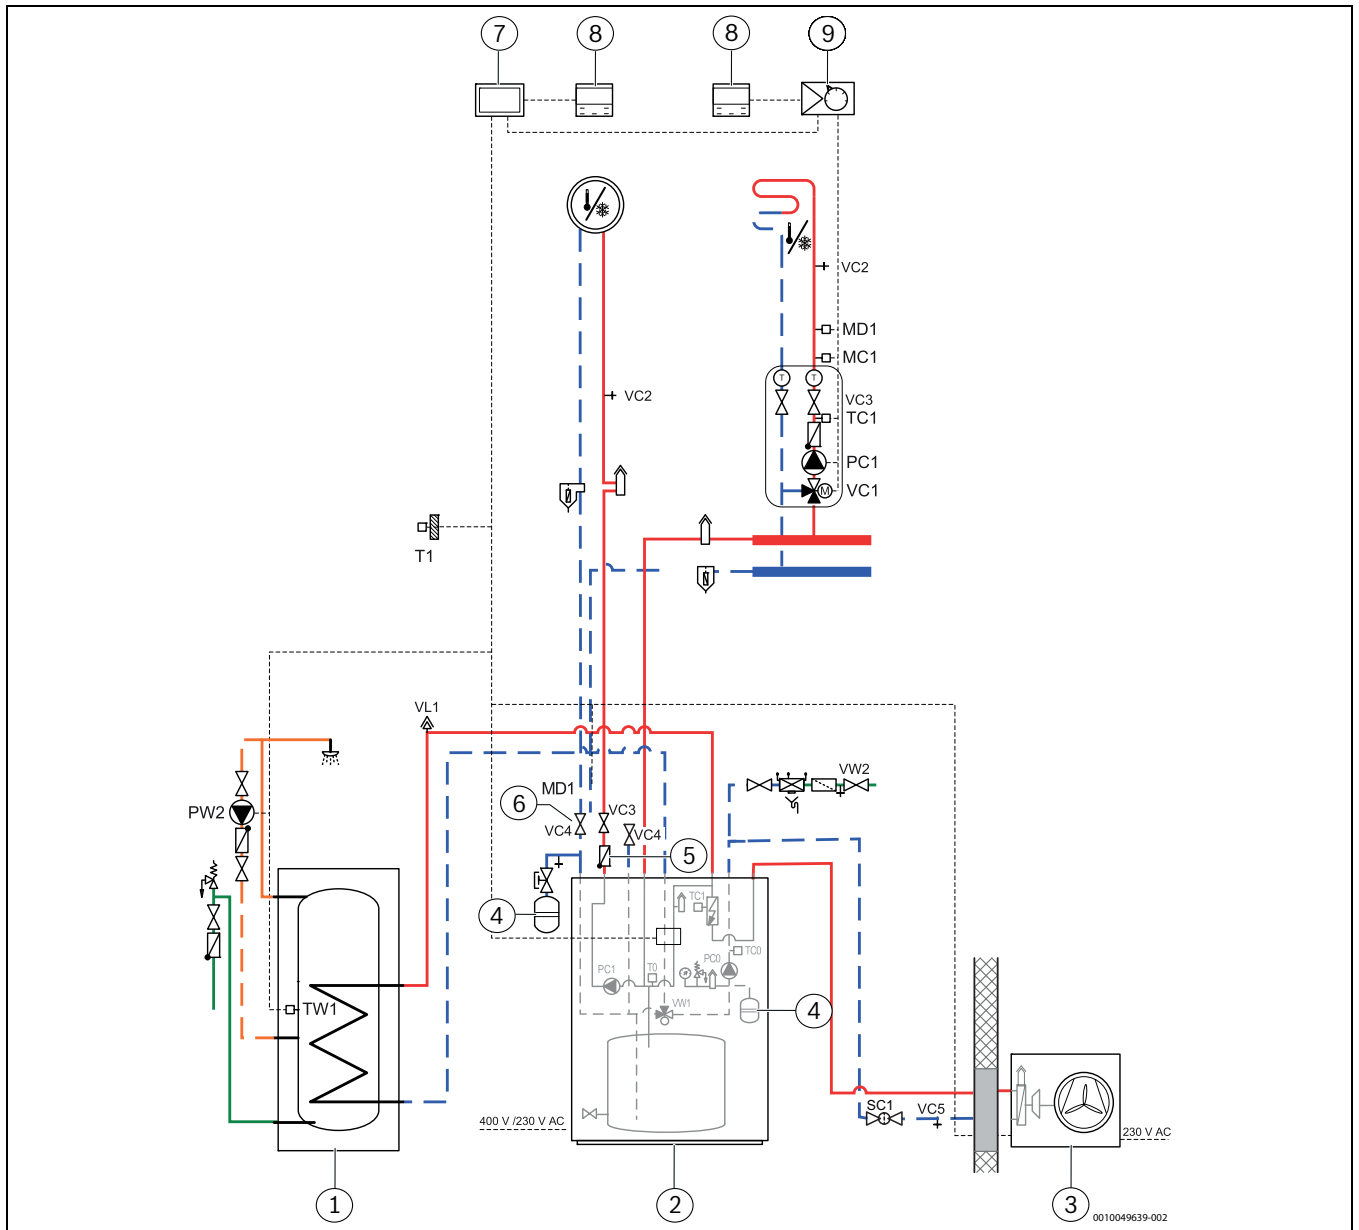 7
8
8
9
VC2
MD1
MC1
T
T
VC3
TC1
VC2
PC1
M
VC1
T1
VL1
MD1
VW2
6
VC3
PW2
VC4
VC4
5
4
TC1
TC0
PC0
PC1
T0
VW1
4
TW1
SC1
VC5
400 V /230 V AC
230 V AC
1
2
3
0010049639-002